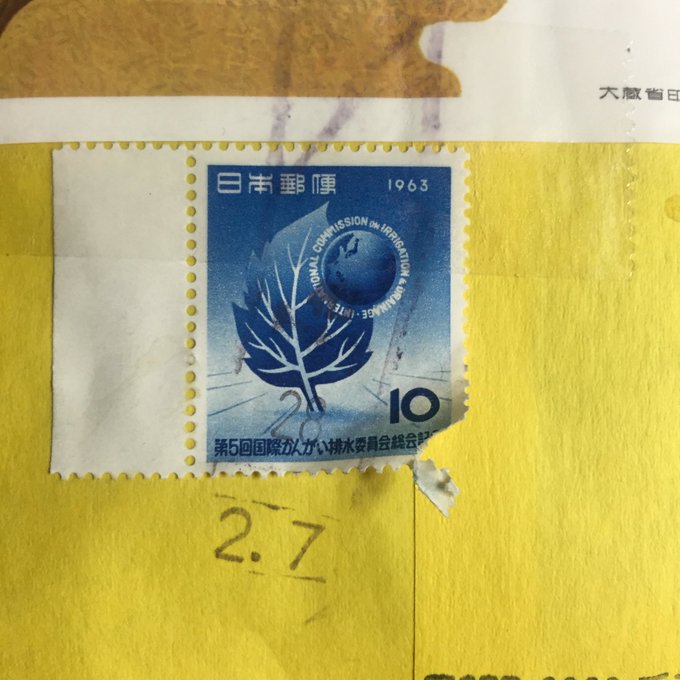 大蔵省印
日本郵便 1963
INTERNATIONAL COMMISSION ON IRRIGATION & DRAINAGE
10
第5回国際かんがい排水委員会総会記
28
2.7